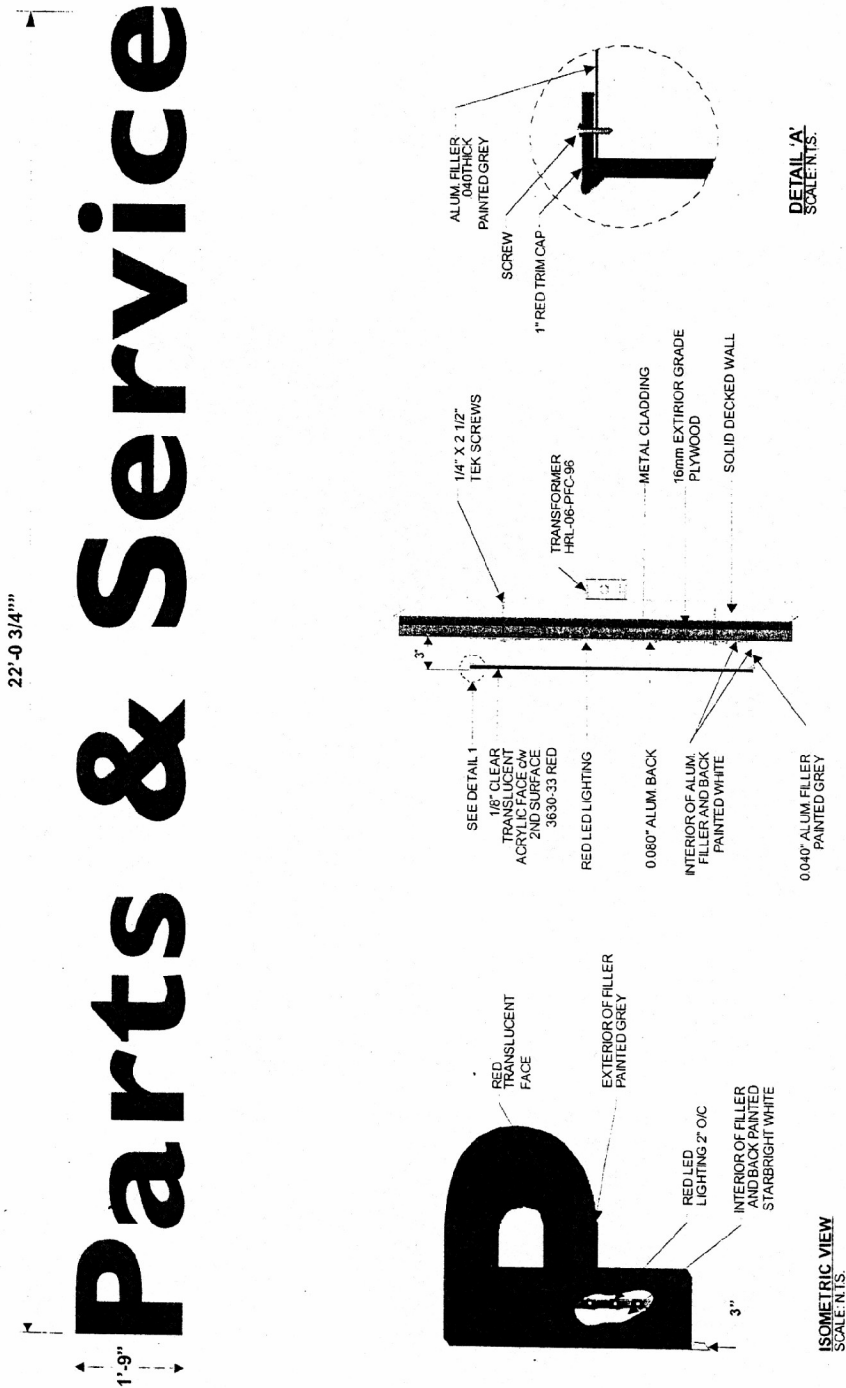 22'-0 3/4""
1'-9"
Parts & Service
RED
TRANSLUCENT
FACE
EXTERIOR OF FILLER
PAINTED GREY
RED LED
LIGHTING 2" O/C
INTERIOR OF FILLER
AND BACK PAINTED
STARBRIGHT WHITE
3"
ISOMETRIC VIEW
SCALE: N.T.S.
SEE DETAIL 1
1/8" CLEAR
TRANSLUCENT
ACRYLIC FACE c/w
2ND SURFACE
3630-33 RED
RED LED LIGHTING
0.080" ALUM. BACK
INTERIOR OF ALUM.
FILLER AND BACK
PAINTED WHITE
0.040" ALUM. FILLER
PAINTED GREY
3"
1/4" X 2 1/2"
TEK SCREWS
TRANSFORMER
HRL-06-PFC-96
METAL CLADDING
16mm EXTIRIOR GRADE
PLYWOOD
SOLID DECKED WALL
ALUM. FILLER
.040THICK
PAINTED GREY
SCREW
1" RED TRIM CAP
DETAIL 'A'
SCALE: N.T.S.